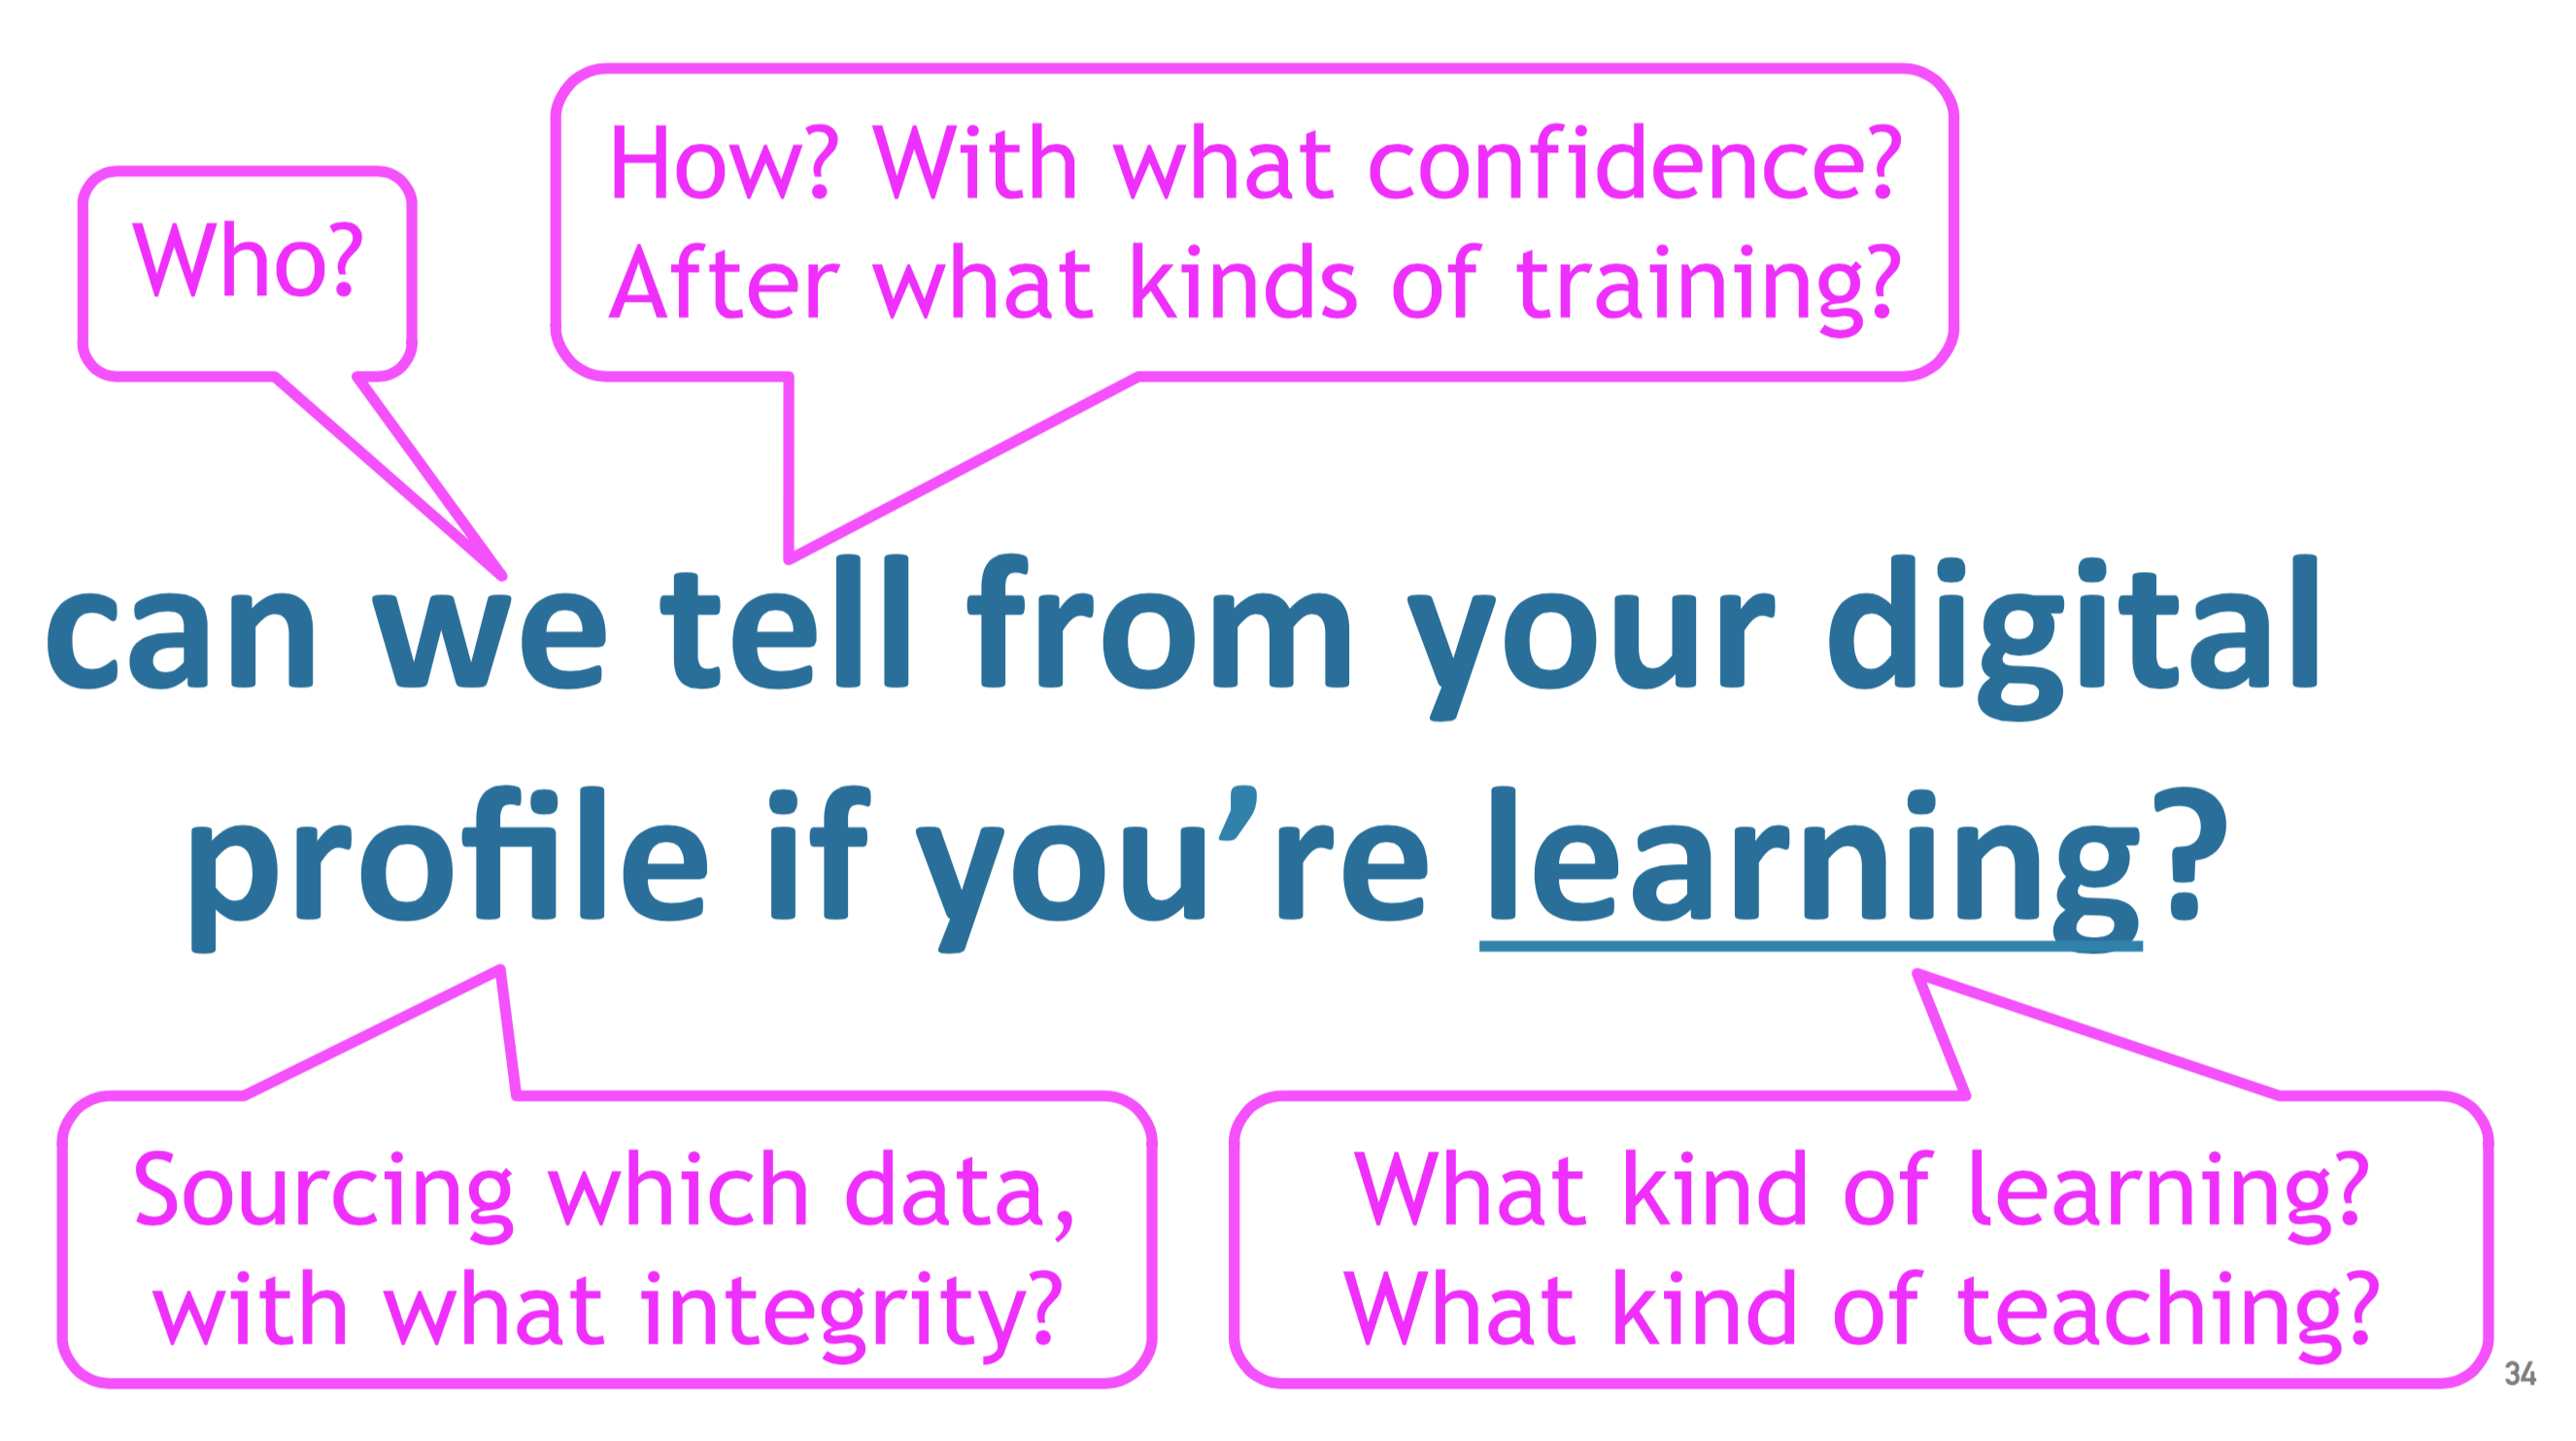 Who?
How? With what confidence?
After what kinds of training?
can we tell from your digital
profile if you’re learning?
Sourcing which data,
with what integrity?
What kind of learning?
What kind of teaching?
34